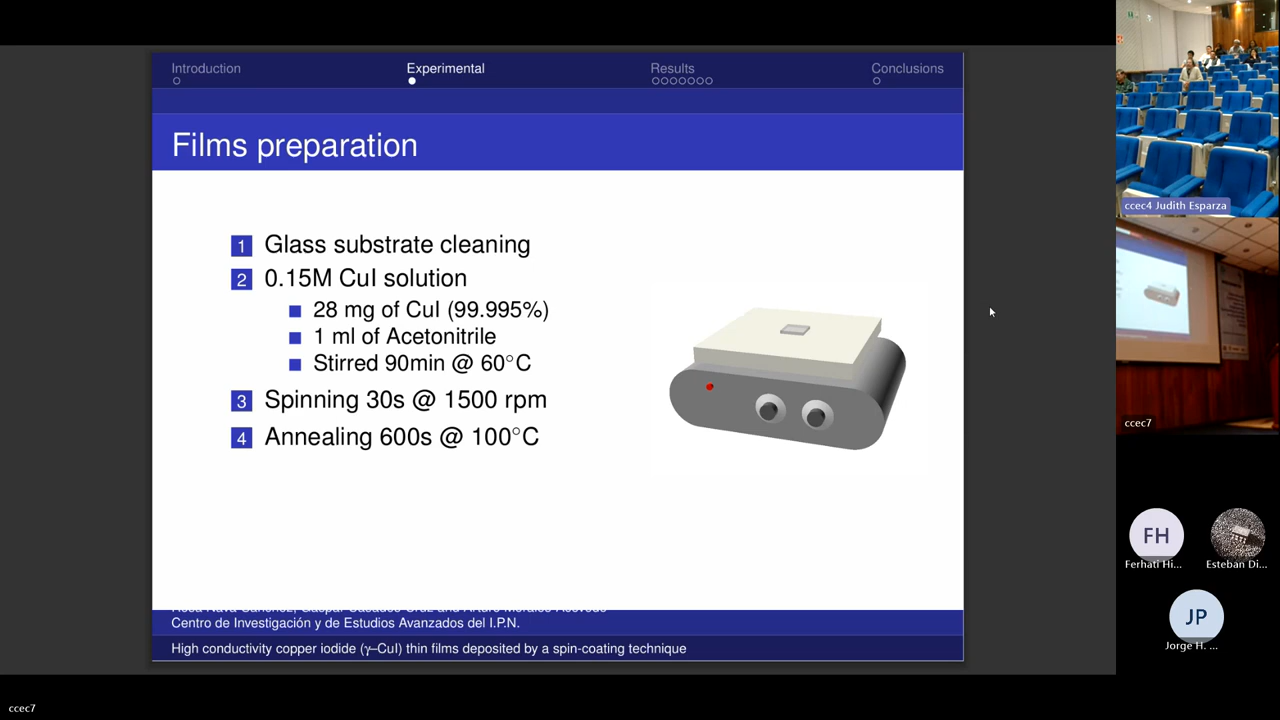 Introduction
Experimental
Results
Conclusions
Films preparation
1 Glass substrate cleaning
2 0.15M CuI solution
28 mg of CuI (99.995%)
1 ml of Acetonitrile
Stirred 90min @ 60°C
3 Spinning 30s @ 1500 rpm
4 Annealing 600s @ 100°C
Centro de Investigación y de Estudios Avanzados del I.P.N.
High conductivity copper iodide (γ–CuI) thin films deposited by a spin-coating technique
ccec7
ccec4 Judith Esparza
ccec7
FH
Ferhati Hi...
Esteban Di...
JP
Jorge H. ...